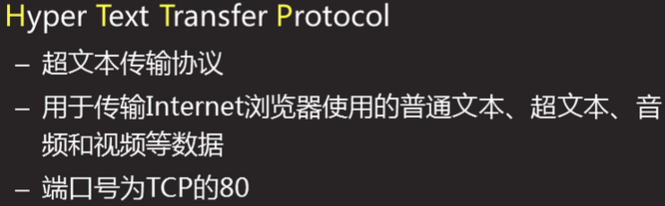 Hyper Text Transfer Protocol
– 超文本传输协议
– 用于传输Internet浏览器使用的普通文本、超文本、音
频和视频等数据
– 端口号为TCP的80